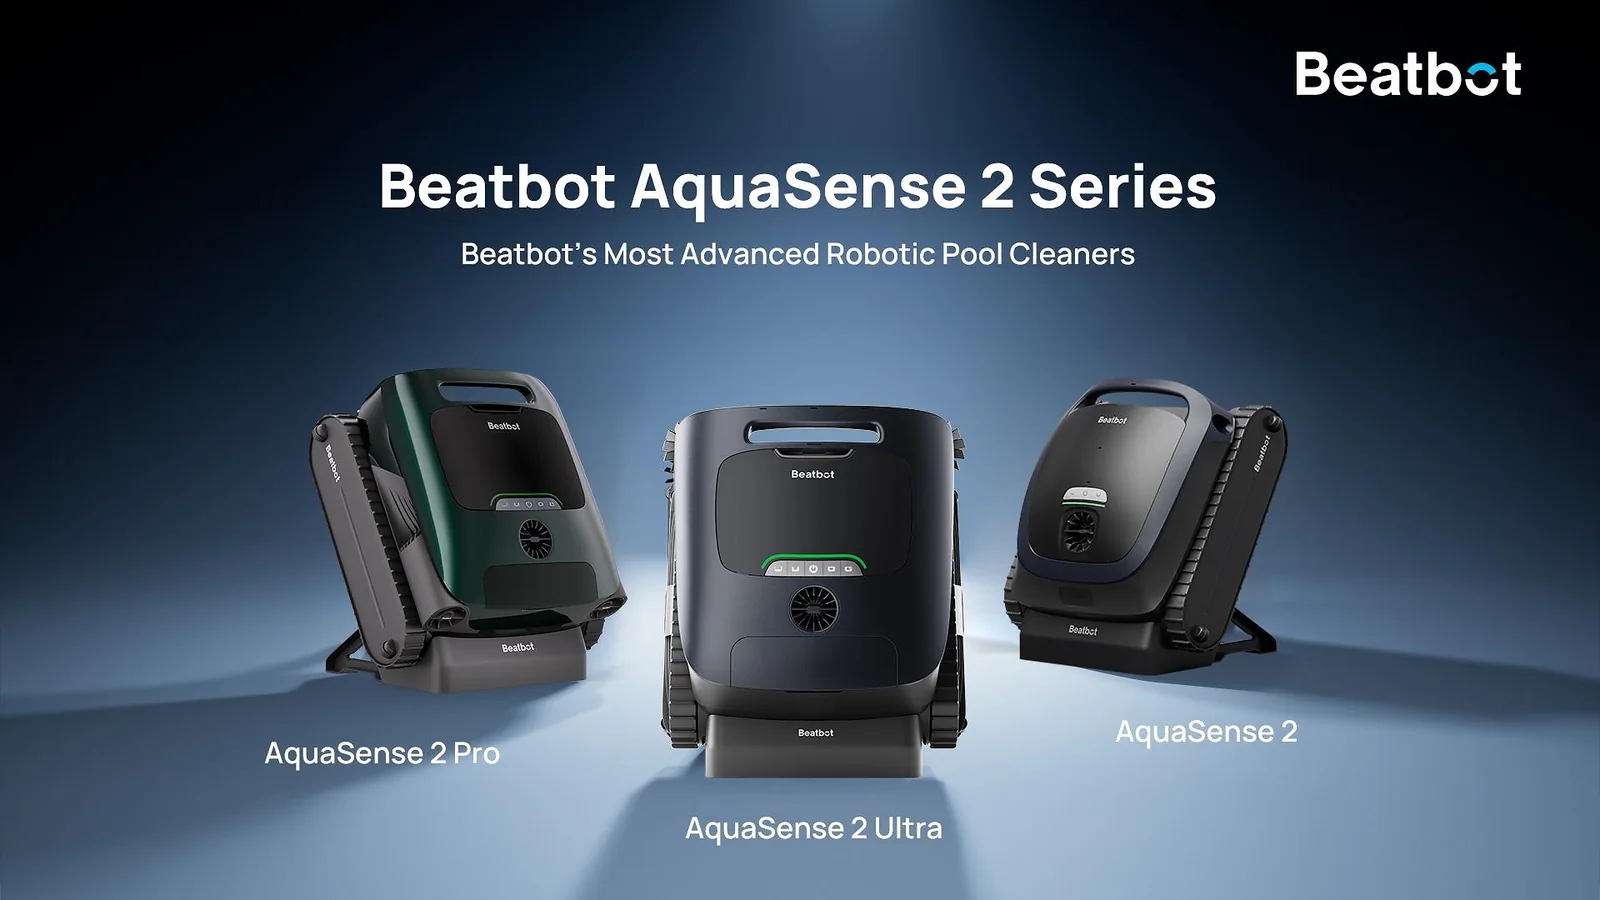 Beatbot
Beatbot AquaSense 2 Series
Beatbot's Most Advanced Robotic Pool Cleaners
Beatbot
Beatbot
Beatbot
AquaSense 2 Pro
Beatbot
Beatbot
AquaSense 2 Ultra
Beatbot
Beatbot
Beatbot
AquaSense 2